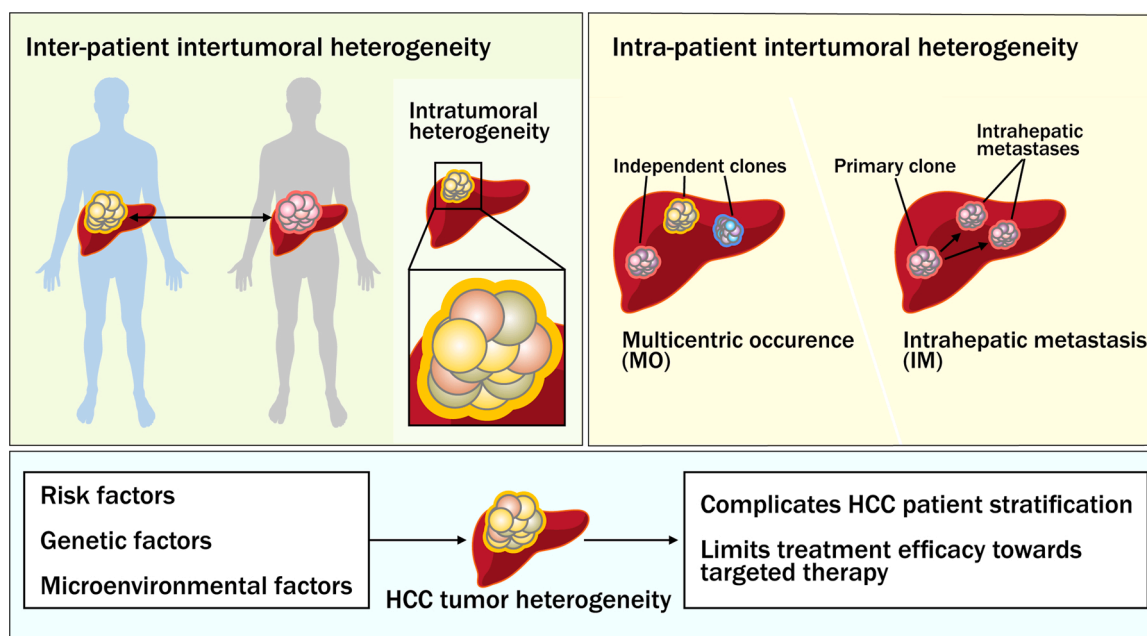 Inter-patient intertumoral heterogeneity
Intratumoral
heterogeneity
Intra-patient intertumoral heterogeneity
Independent clones
Primary clone
Intrahepatic
metastases
Multicentric occurence
(MO)
Intrahepatic metastasis
(IM)
Risk factors
Genetic factors
Microenvironmental factors
HCC tumor heterogeneity
Complicates HCC patient stratification
Limits treatment efficacy towards
targeted therapy